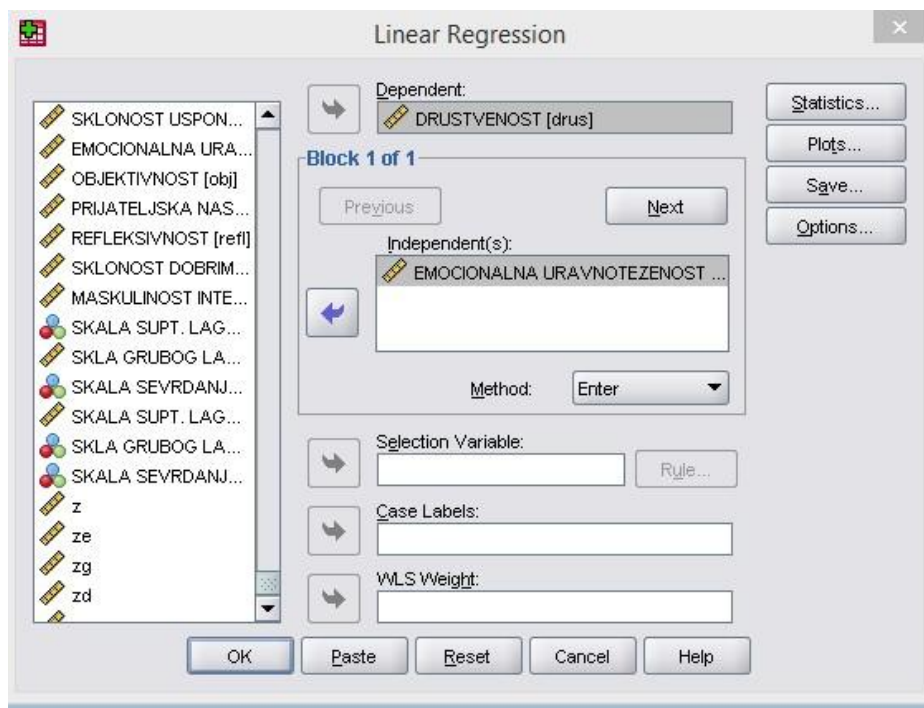 Linear Regression
SKLONOST USPON...
EMOCIONALNA URA...
OBJEKTIVNOST [obj]
PRIJATELJSKA NAS...
REFLEKSIVNOST [refl]
SKLONOST DOBRIM...
MASKULINOST INTE...
SKALA SUPT. LAG...
SKLA GRUBOG LA...
SKALA SEVRDANJ...
SKALA SUPT. LAG...
SKLA GRUBOG LA...
SKALA SEVRDANJ...
z
ze
zg
zd
Dependent:
DRUSTVENOST [drus]
Block 1 of 1
Previous
Next
Independent(s):
EMOCIONALNA URAVNOTEZENOST ...
Method:
Enter
Selection Variable:
Rule...
Case Labels:
WLS Weight:
Statistics...
Plots...
Save...
Options...
OK
Paste
Reset
Cancel
Help